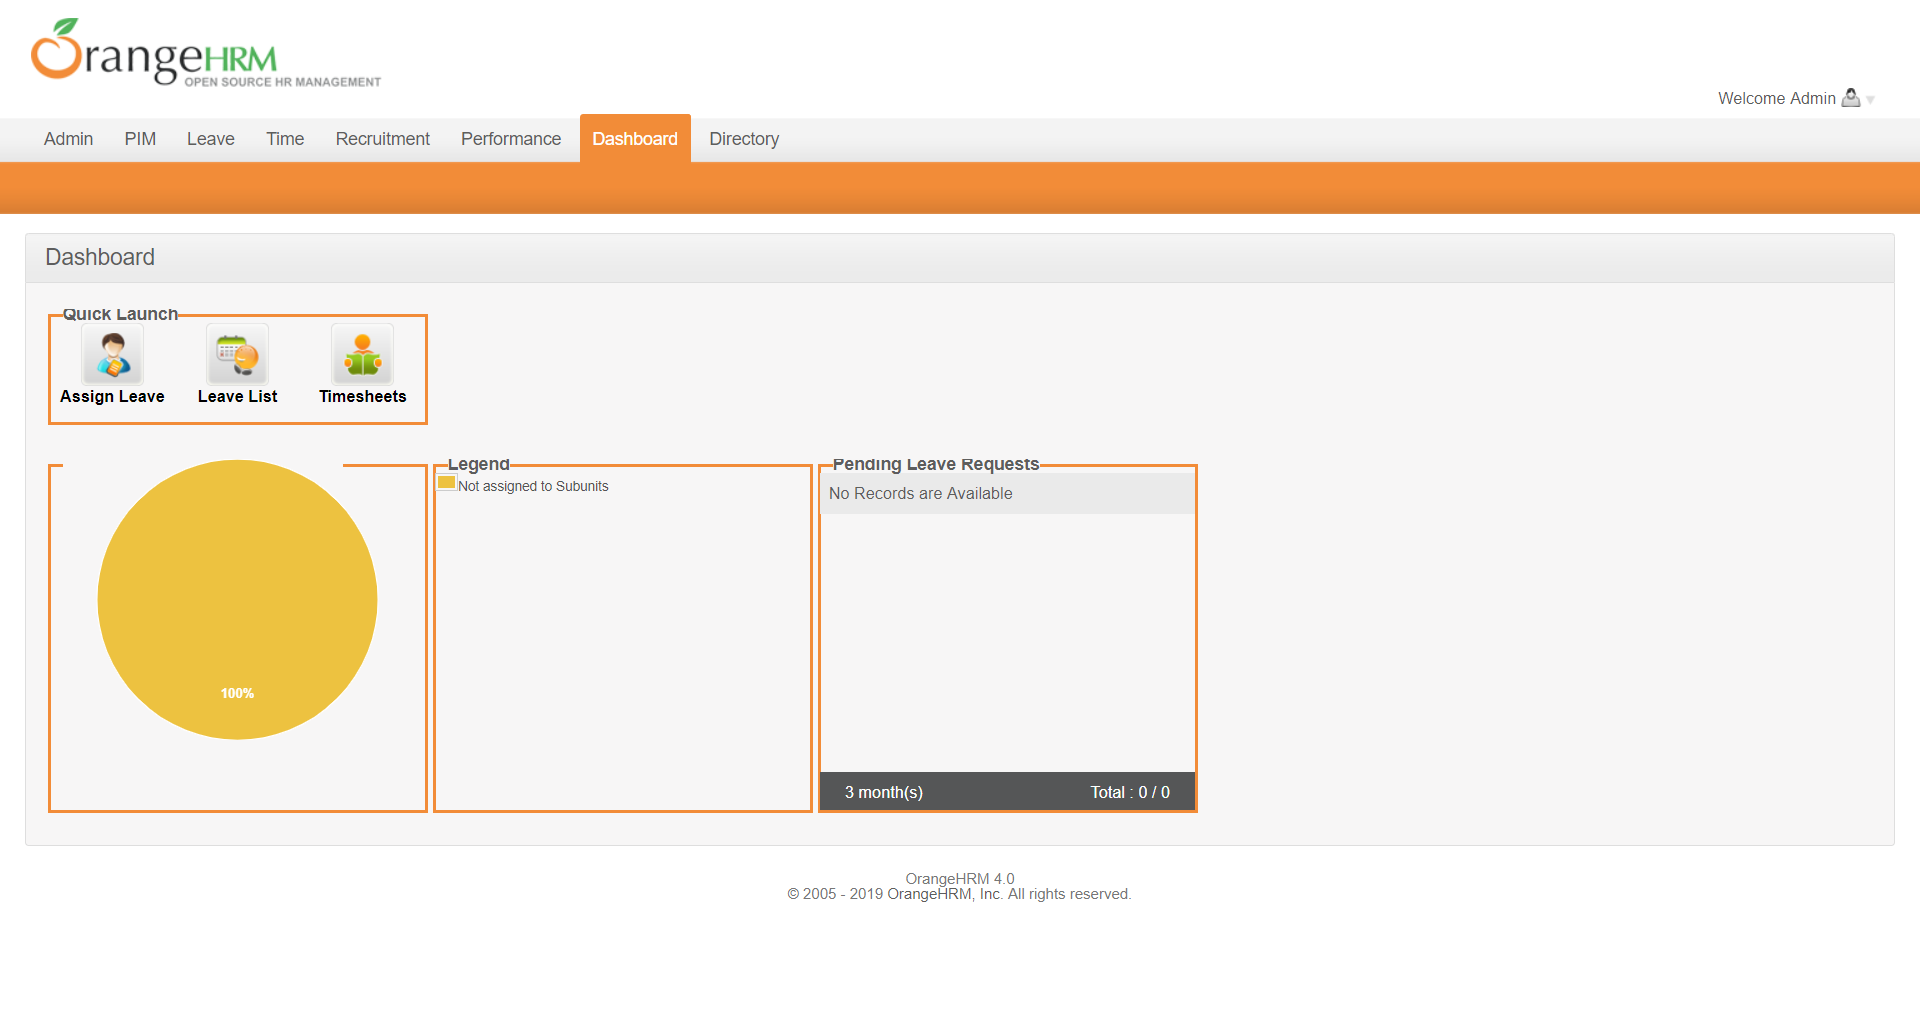 OrangeHRM
OPEN SOURCE HR MANAGEMENT
Welcome Admin
Admin PIM Leave Time Recruitment Performance Dashboard Directory
Dashboard
Quick Launch
Assign Leave Leave List Timesheets
100%
Legend
Not assigned to Subunits
Pending Leave Requests
No Records are Available
3 month(s) Total : 0 / 0
OrangeHRM 4.0
© 2005 - 2019 OrangeHRM, Inc. All rights reserved.